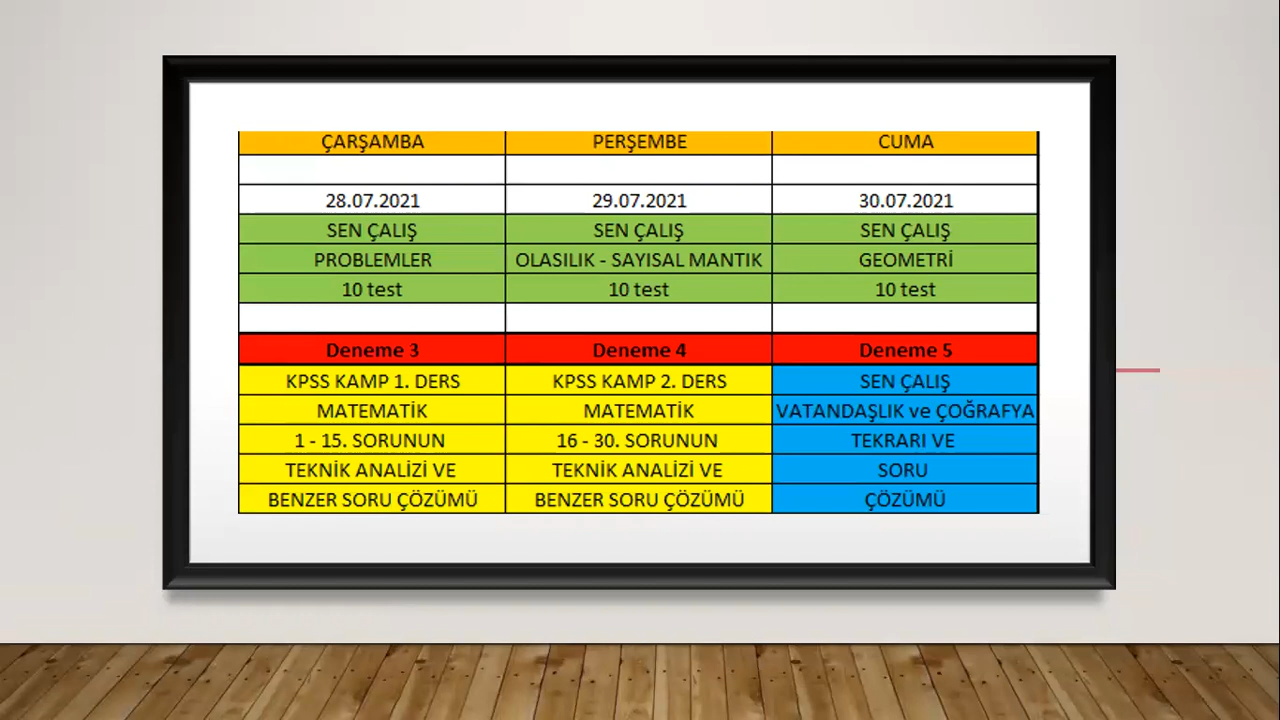 ÇARŞAMBA PERŞEMBE CUMA
28.07.2021 29.07.2021 30.07.2021
SEN ÇALIŞ SEN ÇALIŞ SEN ÇALIŞ
PROBLEMLER OLASILIK - SAYISAL MANTIK GEOMETRİ
10 test 10 test 10 test
Deneme 3 Deneme 4 Deneme 5
KPSS KAMP 1. DERS KPSS KAMP 2. DERS SEN ÇALIŞ
MATEMATİK MATEMATİK VATANDAŞLIK ve ÇOĞRAFYA
1 - 15. SORUNUN 16 - 30. SORUNUN TEKRARI VE
TEKNİK ANALİZİ VE TEKNİK ANALİZİ VE SORU
BENZER SORU ÇÖZÜMÜ BENZER SORU ÇÖZÜMÜ ÇÖZÜMÜ